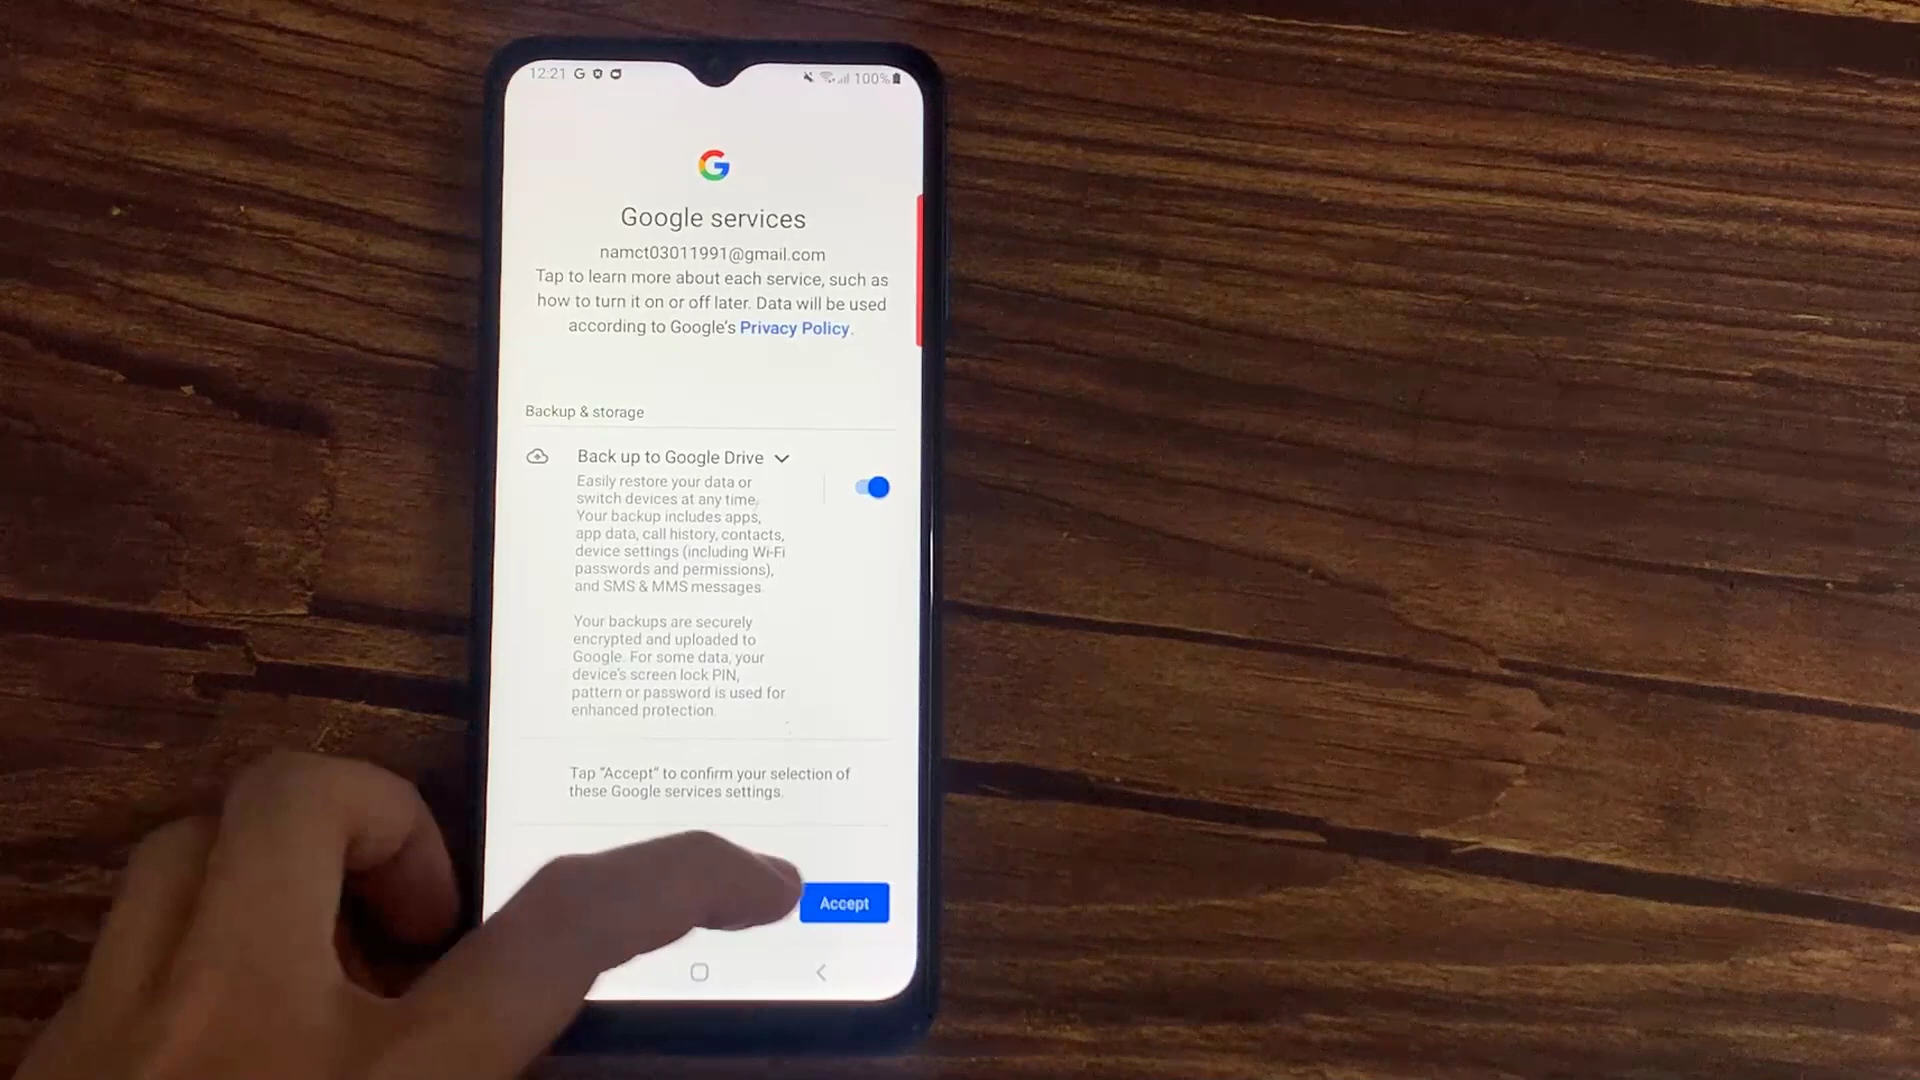 12:21
100%
Google services
namct03011991@gmail.com
Tap to learn more about each service, such as
how to turn it on or off later. Data will be used
according to Google's Privacy Policy.
Backup & storage
Back up to Google Drive
Easily restore your data or
switch devices at any time.
Your backup includes apps,
app data, call history, contacts,
device settings (including Wi-Fi
passwords and permissions),
and SMS & MMS messages.
Your backups are securely
encrypted and uploaded to
Google. For some data, your
device's screen lock PIN,
pattern or password is used for
enhanced protection.
Tap "Accept" to confirm your selection of
these Google services settings.
Accept